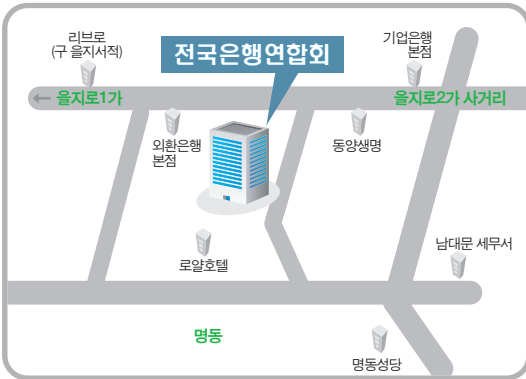 리브로
(구 을지서적)
전국은행연합회
기업은행
본점
← 을지로1가
을지로2가 사거리
외환은행
본점
동양생명
로얄호텔
남대문 세무서
명동
명동성당